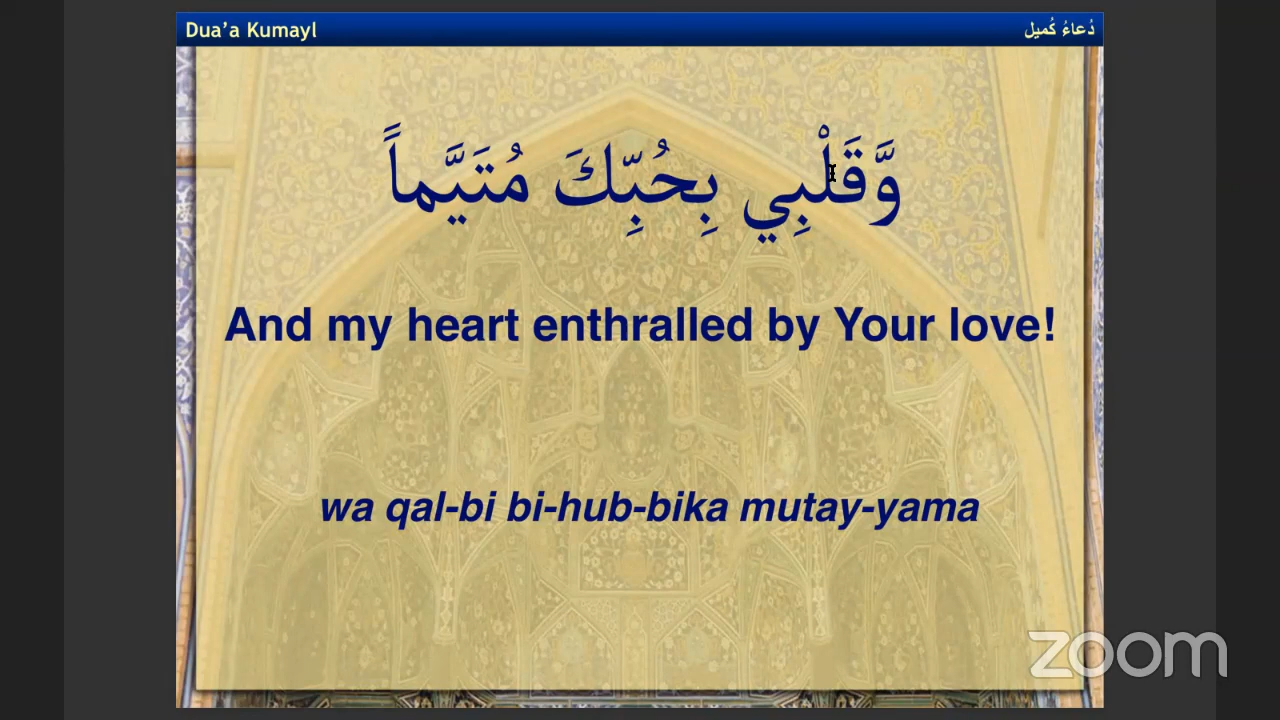 Dua’a Kumayl
دُعاءُ كُميل
وَّقَلْبِي بِحُبِّكَ مُتَيَّماً
And my heart enthralled by Your love!
wa qal-bi bi-hub-bika mutay-yama
zoom